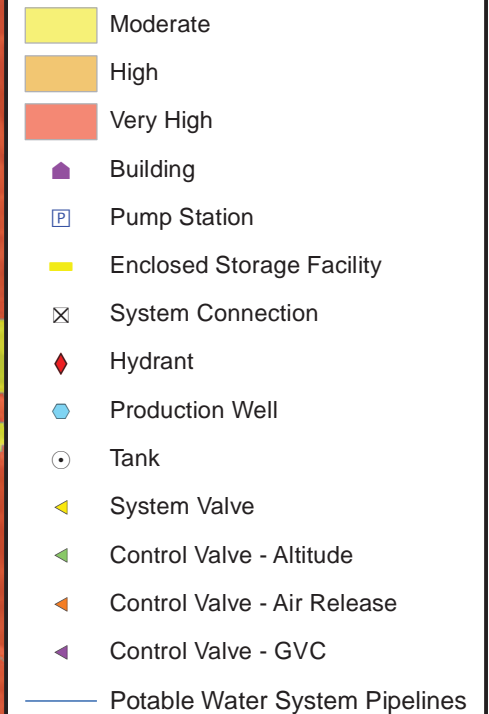 Moderate
High
Very High
Building
P Pump Station
Enclosed Storage Facility
System Connection
Hydrant
Production Well
Tank
System Valve
Control Valve - Altitude
Control Valve - Air Release
Control Valve - GVC
Potable Water System Pipelines